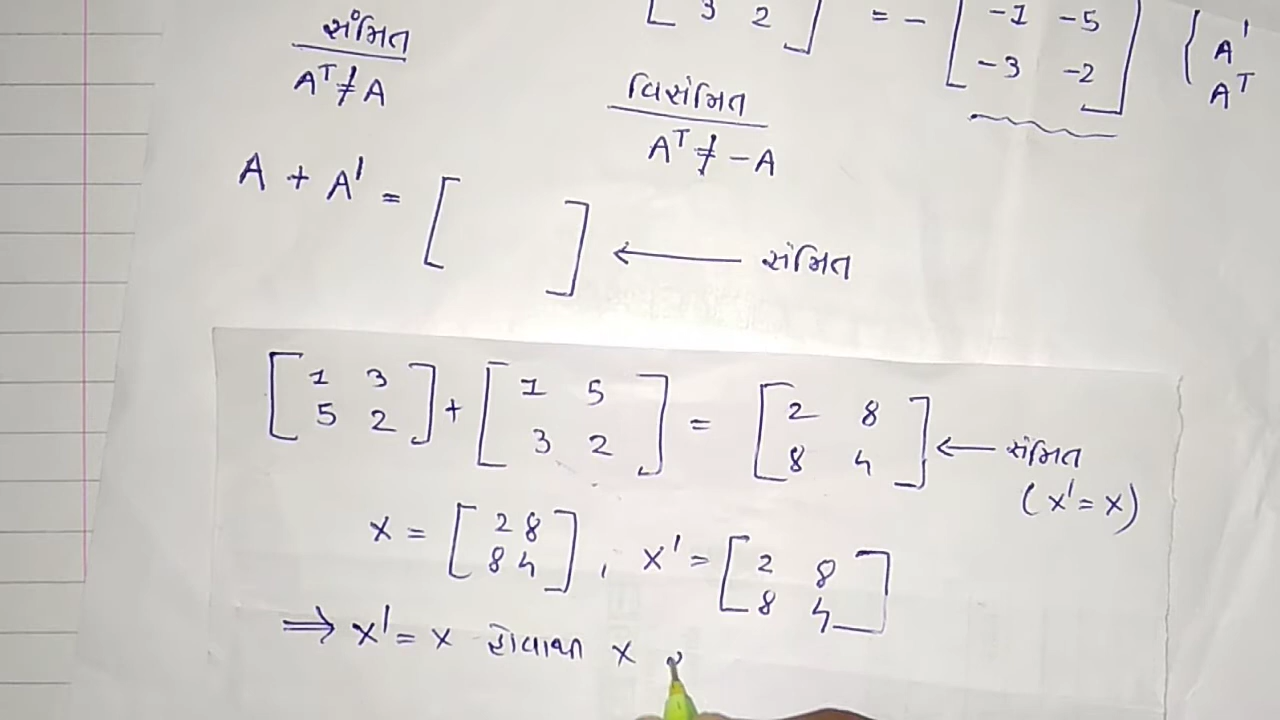 સંમિત
Aᵀ ≠ A
[ 3 2 ] = - [ -1 -5
-3 -2 ] { A'
Aᵀ
વિસંમિત
Aᵀ ≠ -A
A + A' = [ ] ← સંમિત
[ 1 3
5 2 ] + [ 1 5
3 2 ] = [ 2 8
8 4 ] ← સંમિત
(x' = x)
x = [ 2 8
8 4 ] , x' = [ 2 8
8 4 ]
⇒ x' = x હોવાથી x